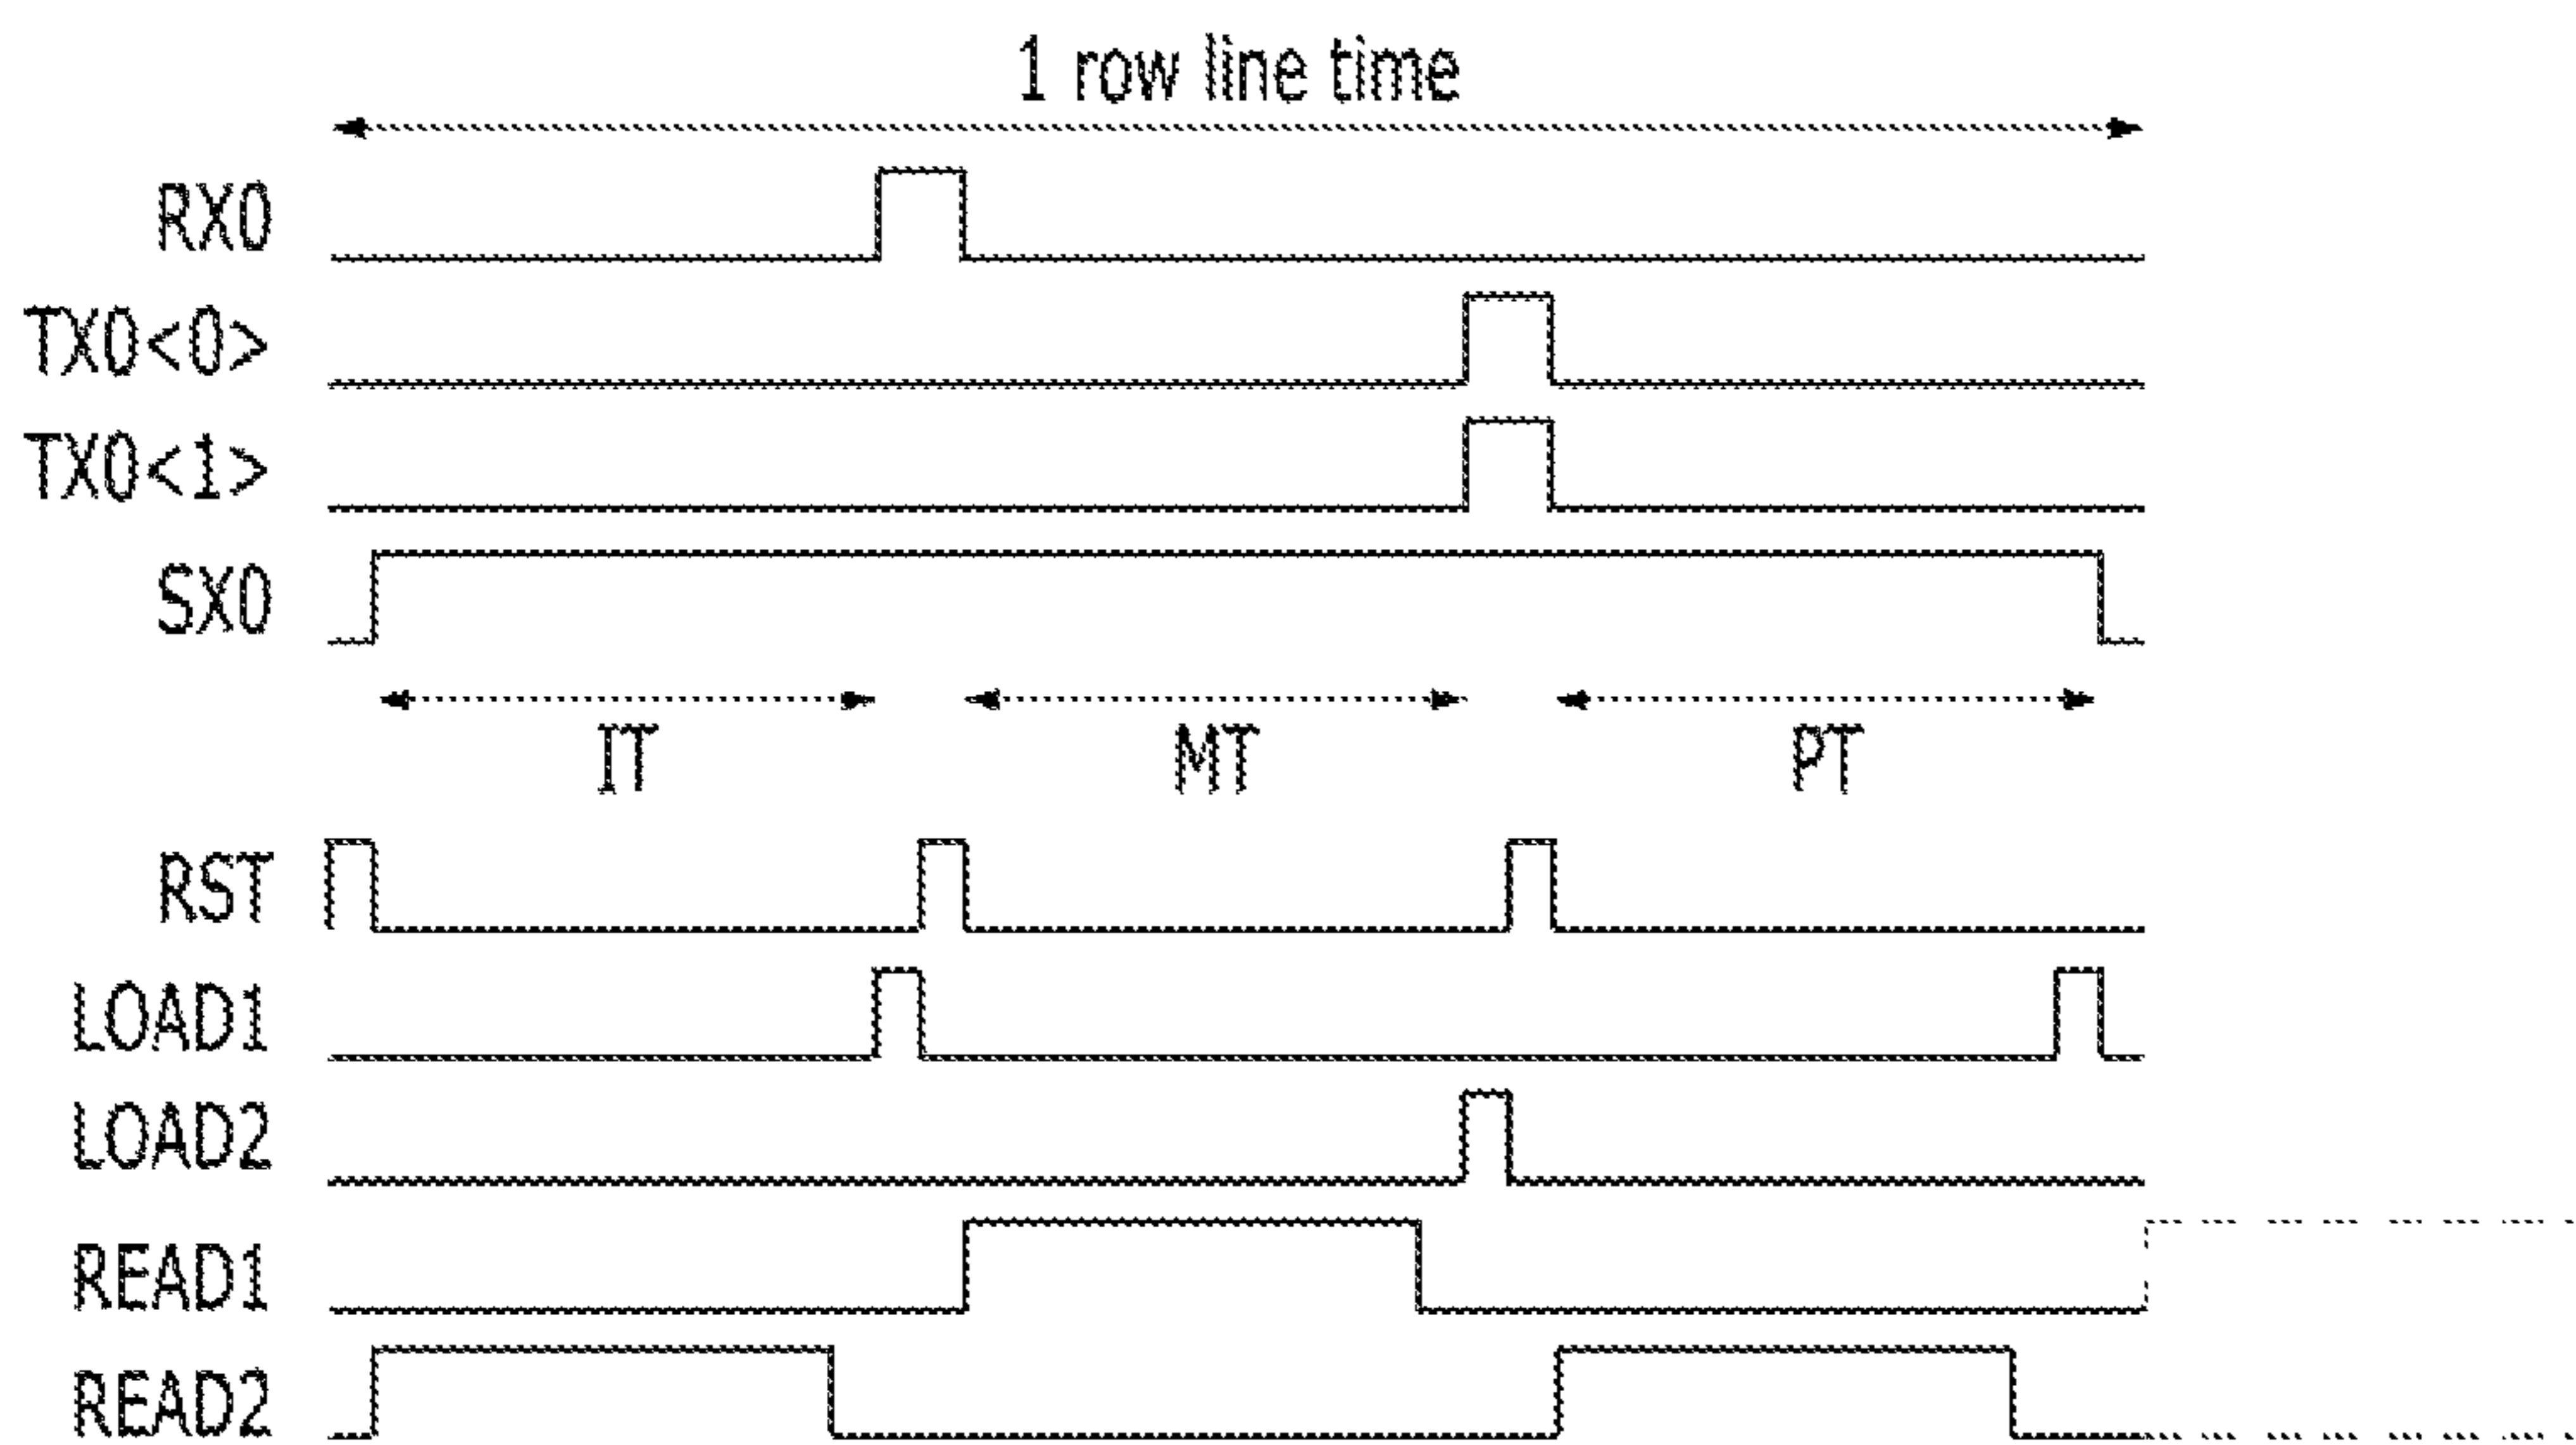 1 row line time
RX0
TX0<0>
TX0<1>
SX0
IT MT PT
RST
LOAD1
LOAD2
READ1
READ2